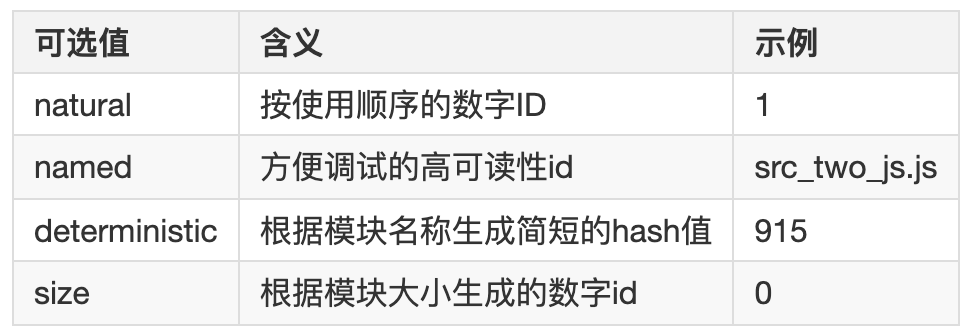 可选值 含义 示例
natural 按使用顺序的数字ID 1
named 方便调试的高可读性id src_two_js.js
deterministic 根据模块名称生成简短的hash值 915
size 根据模块大小生成的数字id 0